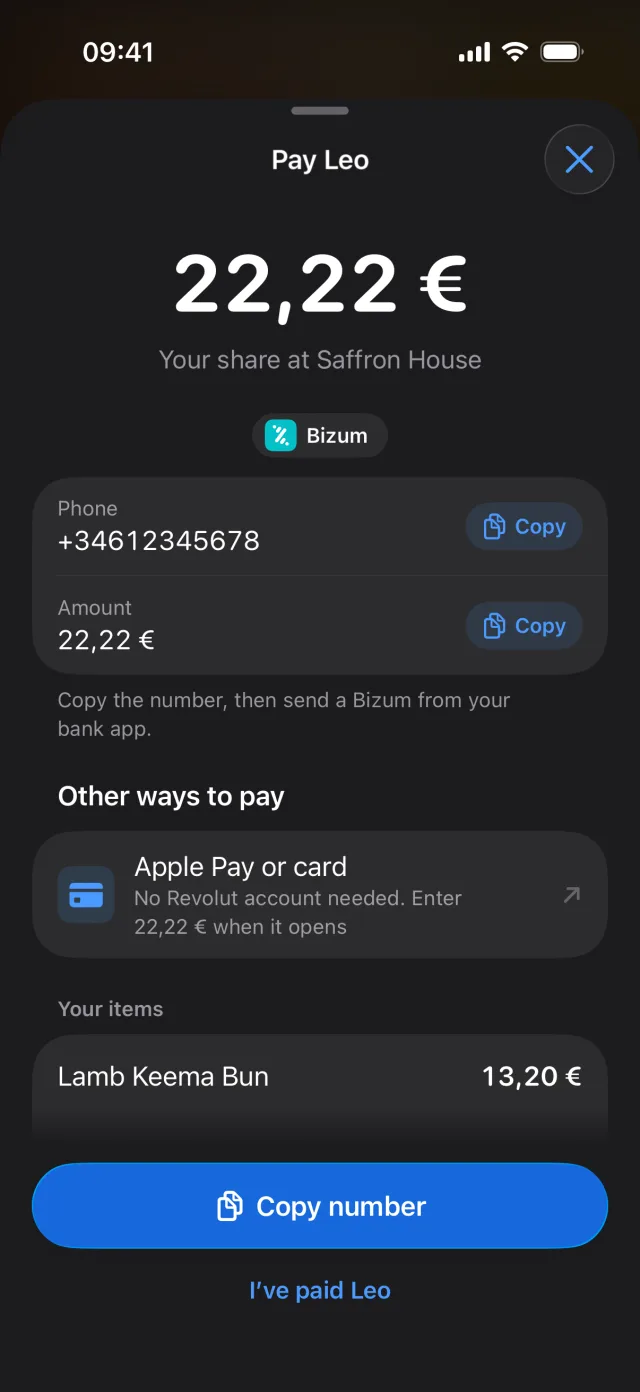 09:41
Pay Leo
22,22 €
Your share at Saffron House
Bizum
Phone
+34612345678
Copy
Amount
22,22 €
Copy
Copy the number, then send a Bizum from your
bank app.
Other ways to pay
Apple Pay or card
No Revolut account needed. Enter
22,22 € when it opens
Your items
Lamb Keema Bun 13,20 €
Copy number
I’ve paid Leo